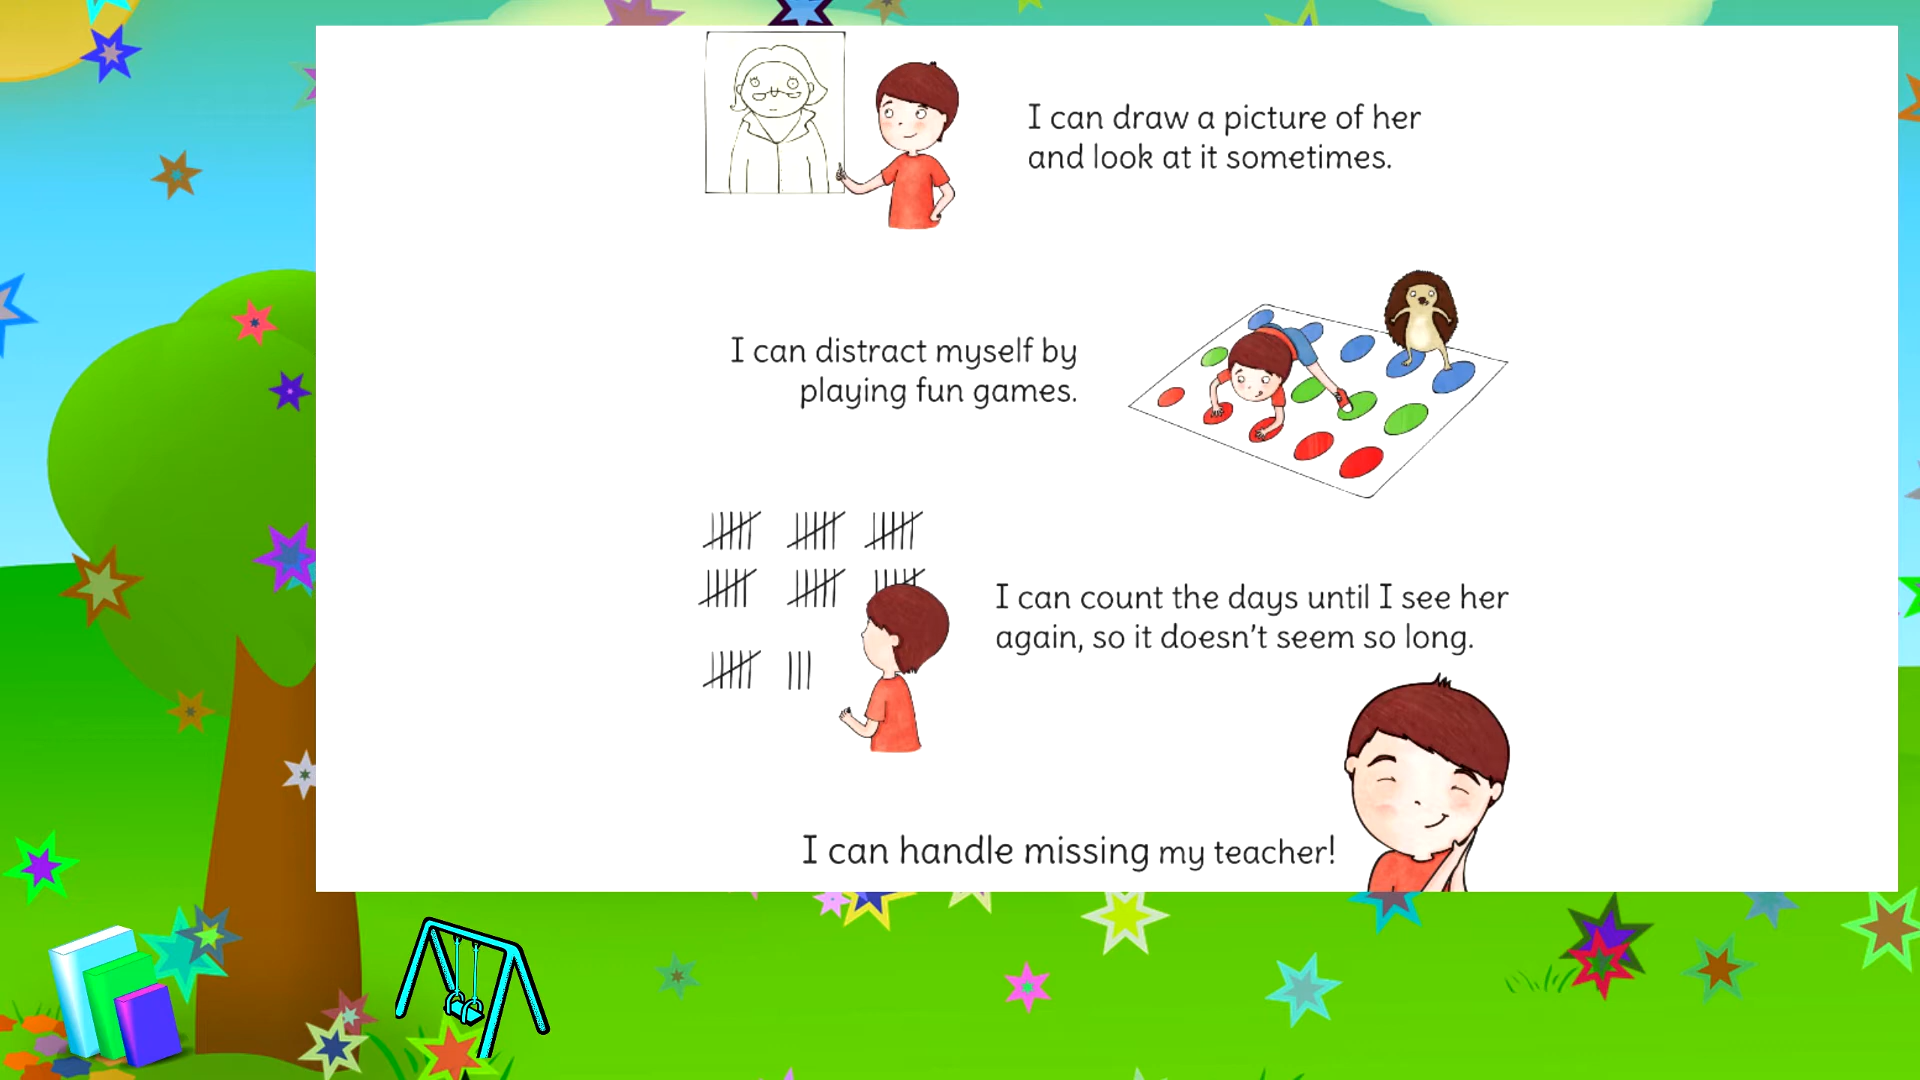 I can draw a picture of her
and look at it sometimes.
I can distract myself by
playing fun games.
I can count the days until I see her
again, so it doesn’t seem so long.
I can handle missing my teacher!